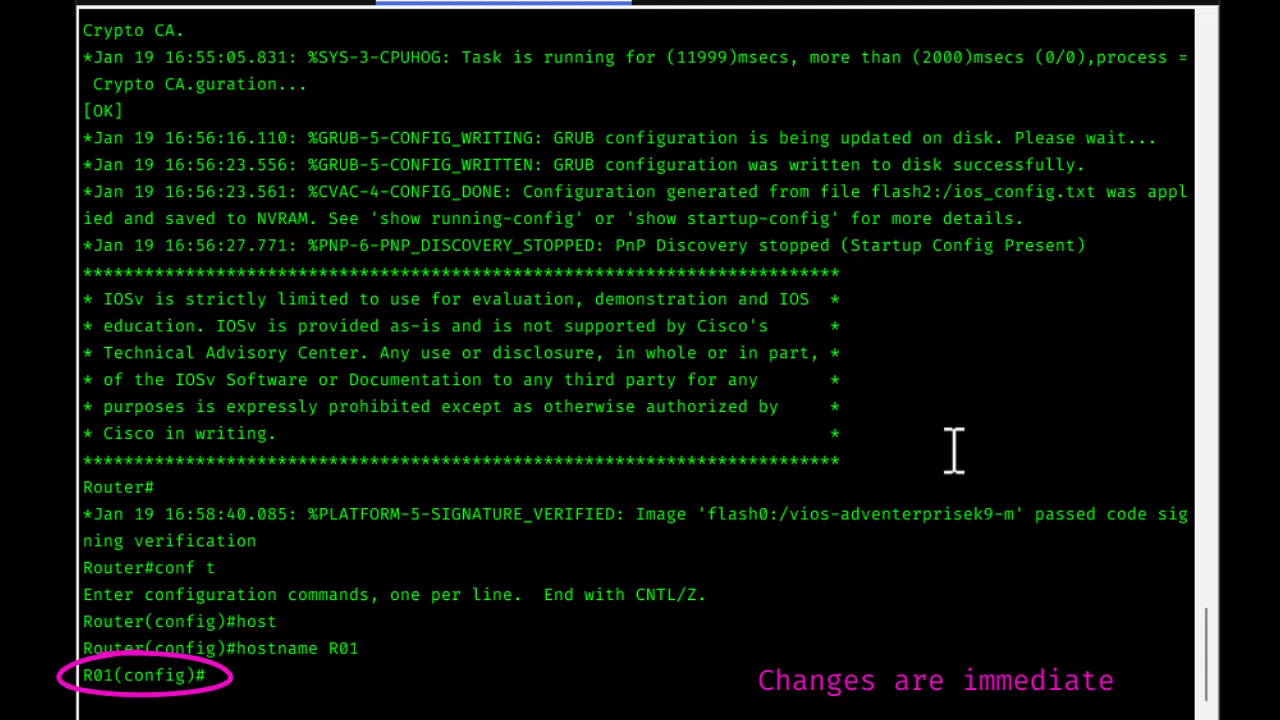 Crypto CA.
*Jan 19 16:55:05.831: %SYS-3-CPUHOG: Task is running for (11999)msecs, more than (2000)msecs (0/0),process =
 Crypto CA.guration...
[OK]
*Jan 19 16:56:16.110: %GRUB-5-CONFIG_WRITING: GRUB configuration is being updated on disk. Please wait...
*Jan 19 16:56:23.556: %GRUB-5-CONFIG_WRITTEN: GRUB configuration was written to disk successfully.
*Jan 19 16:56:23.561: %CVAC-4-CONFIG_DONE: Configuration generated from file flash2:/ios_config.txt was appl
ied and saved to NVRAM. See 'show running-config' or 'show startup-config' for more details.
*Jan 19 16:56:27.771: %PNP-6-PNP_DISCOVERY_STOPPED: PnP Discovery stopped (Startup Config Present)
**************************************************************************
* IOSv is strictly limited to use for evaluation, demonstration and IOS  *
* education. IOSv is provided as-is and is not supported by Cisco's      *
* Technical Advisory Center. Any use or disclosure, in whole or in part, *
* of the IOSv Software or Documentation to any third party for any       *
* purposes is expressly prohibited except as otherwise authorized by     *
* Cisco in writing.                                                      *
**************************************************************************
Router#
*Jan 19 16:58:40.085: %PLATFORM-5-SIGNATURE_VERIFIED: Image 'flash0:/vios-adventerprisek9-m' passed code sig
ning verification
Router#conf t
Enter configuration commands, one per line.  End with CNTL/Z.
Router(config)#host
Router(config)#hostname R01
R01(config)#
Changes are immediate